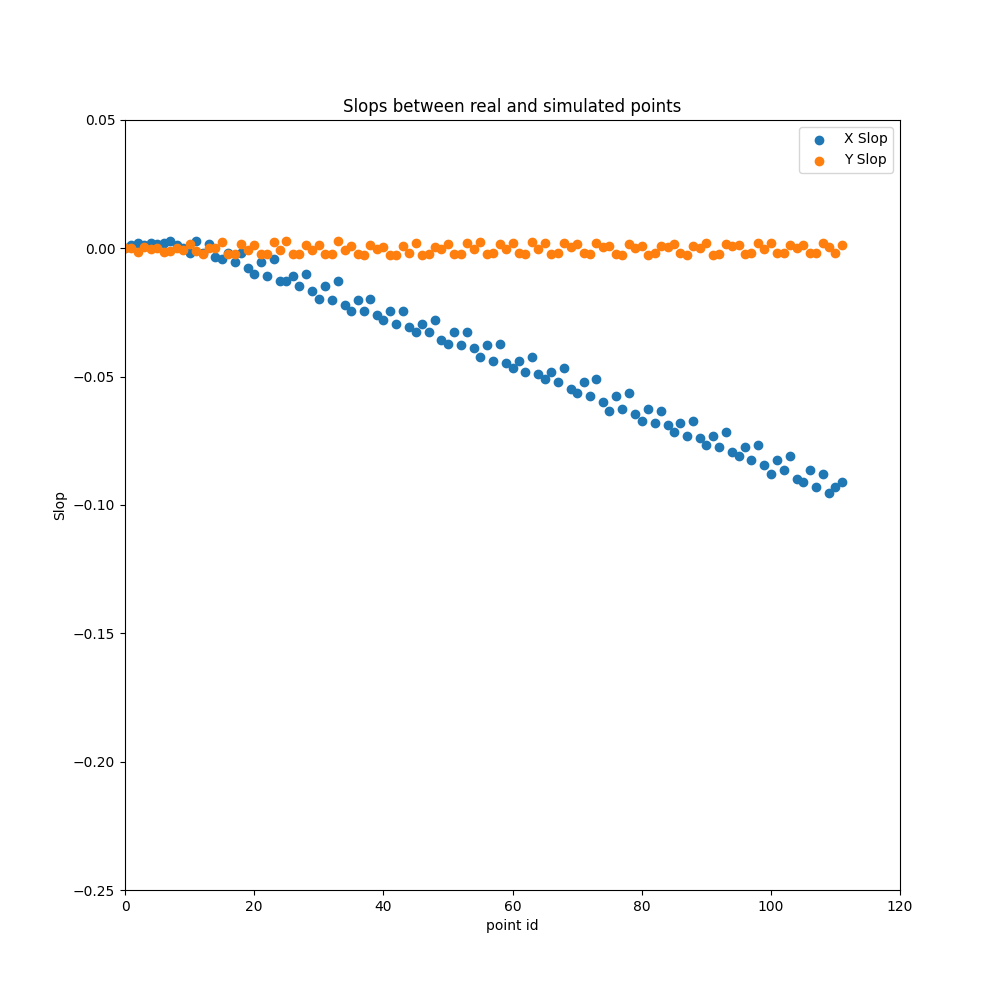 Slops between real and simulated points
X Slop
Y Slop
0.05
0.00
−0.05
−0.10
−0.15
−0.20
−0.25
Slop
0 20 40 60 80 100 120
point id